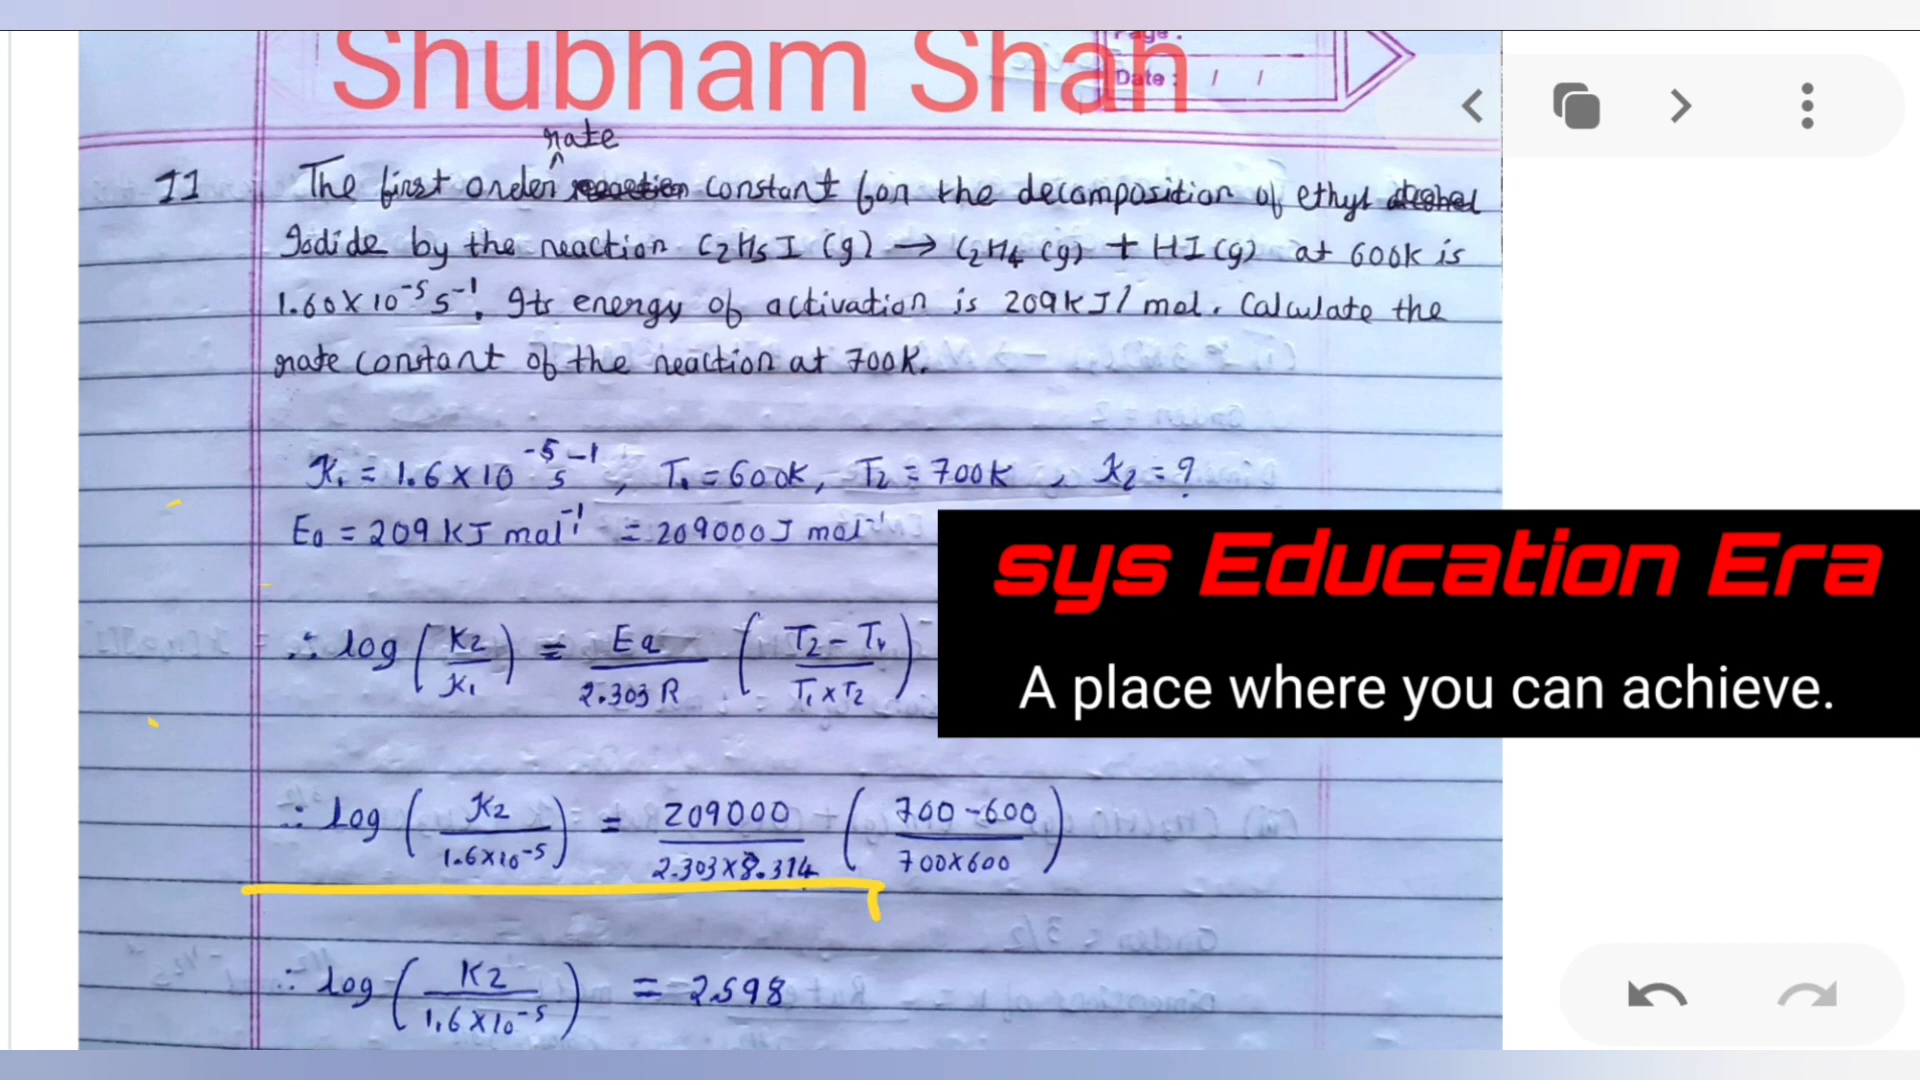 Shubham Shah
Page :
Date : / /
rate
11 The first order reaction constant for the decomposition of ethyl
Iodide by the reaction C2H5I (g) → C2H4 (g) + HI (g) at 600K is
1.60 X 10⁻⁵ s⁻¹. Its energy of activation is 209KJ/mol. Calculate the
rate constant of the reaction at 700K.
K₁ = 1.6 × 10⁻⁵ s⁻¹, T₁ = 600K, T₂ = 700K, K₂ = ?
Ea = 209 KJ mol⁻¹ = 209000J mol⁻¹
sys Education Era
A place where you can achieve.
∴ log (K2/K1) = Ea/2.303 R (T2 - T1/T1 x T2)
∴ log (K2/1.6×10⁻⁵) = 209000/2.303×8.314 (700-600/700×600)
∴ log (K2/1.6×10⁻⁵) = 2.598